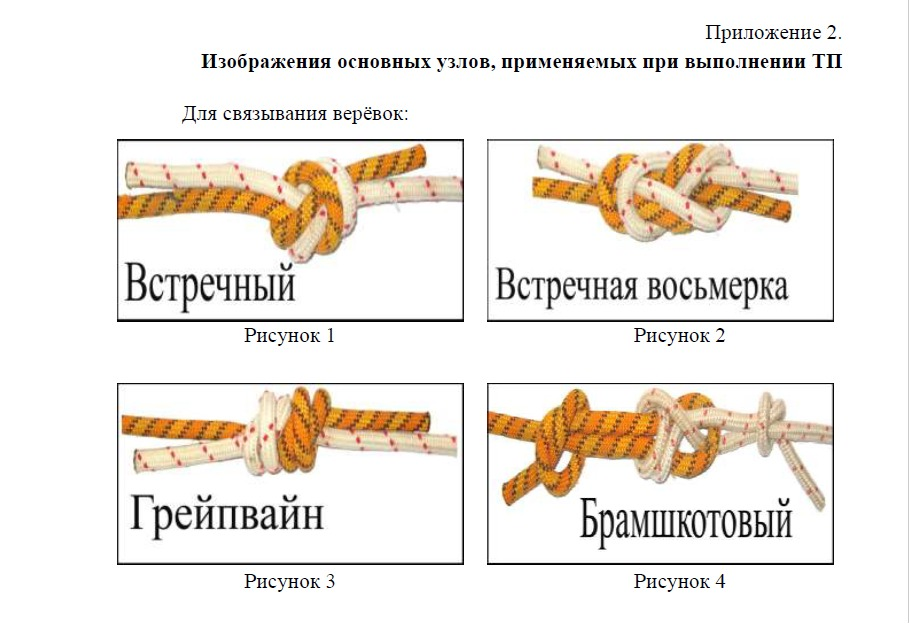 Приложение 2.
Изображения основных узлов, применяемых при выполнении ТП
Для связывания верёвок:
Встречный
Встречная восьмерка
Рисунок 1
Рисунок 2
Грейпвайн
Брамшкотовый
Рисунок 3
Рисунок 4